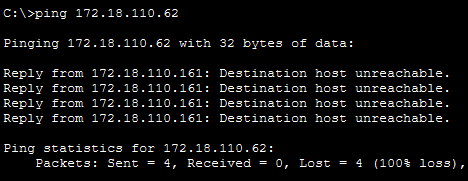 C:\>ping 172.18.110.62
Pinging 172.18.110.62 with 32 bytes of data:
Reply from 172.18.110.161: Destination host unreachable.
Reply from 172.18.110.161: Destination host unreachable.
Reply from 172.18.110.161: Destination host unreachable.
Reply from 172.18.110.161: Destination host unreachable.
Ping statistics for 172.18.110.62:
    Packets: Sent = 4, Received = 0, Lost = 4 (100% loss),